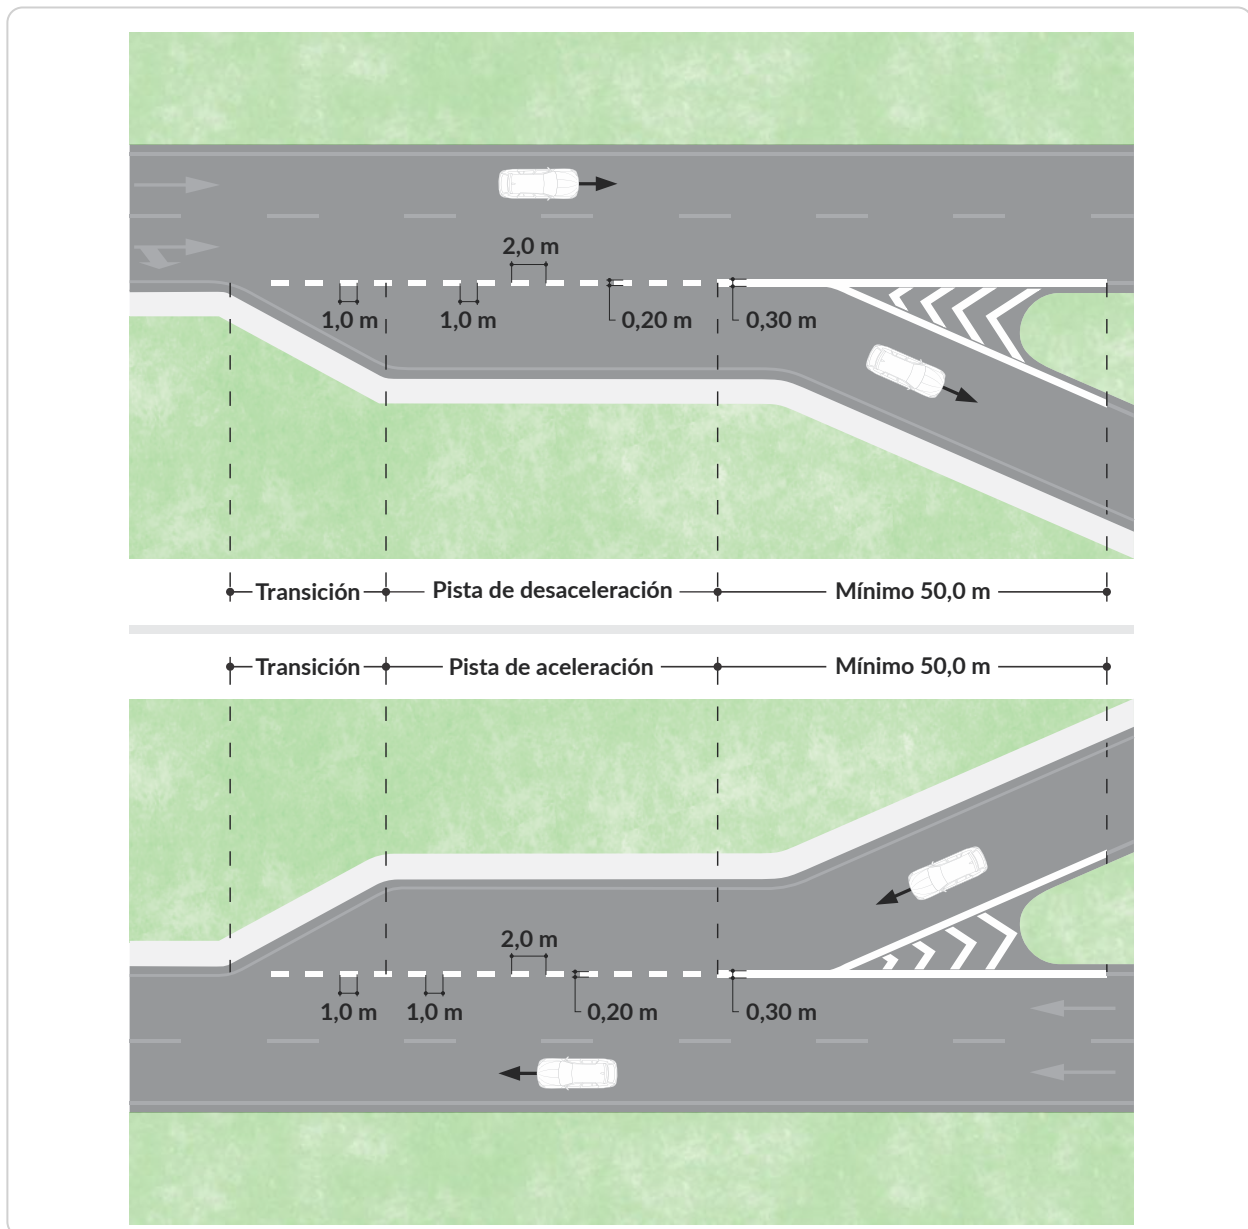 2,0 m
1,0 m
1,0 m
0,20 m
0,30 m
Transición
Pista de desaceleración
Mínimo 50,0 m
Transición
Pista de aceleración
Mínimo 50,0 m
2,0 m
1,0 m
1,0 m
0,20 m
0,30 m